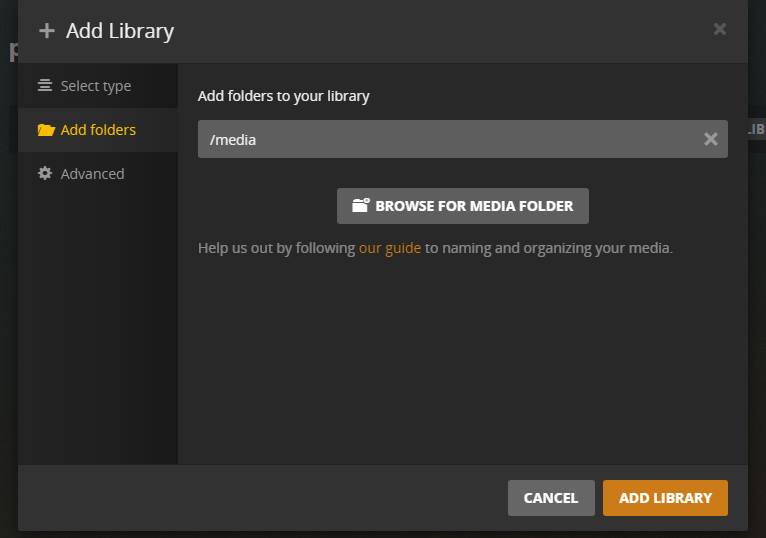 Add Library
Select type
Add folders
Advanced
Add folders to your library
/media
BROWSE FOR MEDIA FOLDER
Help us out by following our guide to naming and organizing your media.
CANCEL
ADD LIBRARY
LIB